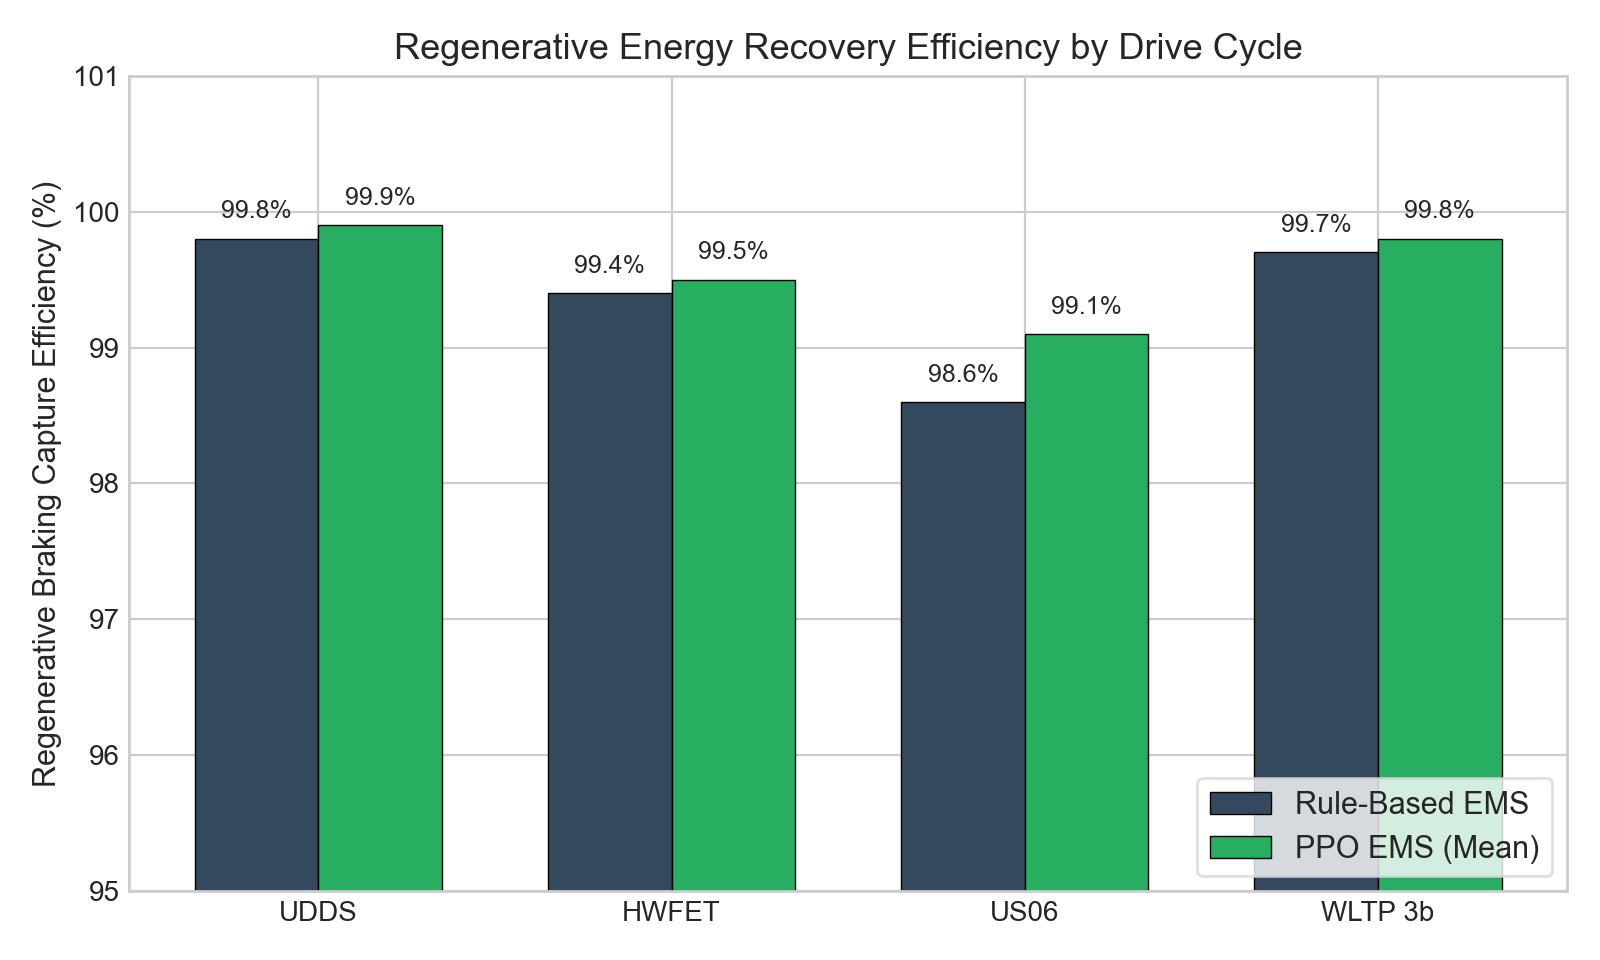 Regenerative Energy Recovery Efficiency by Drive Cycle
Regenerative Braking Capture Efficiency (%)
101
100
99
98
97
96
95
99.8%
99.9%
99.4%
99.5%
98.6%
99.1%
99.7%
99.8%
Rule-Based EMS
PPO EMS (Mean)
UDDS
HWFET
US06
WLTP 3b